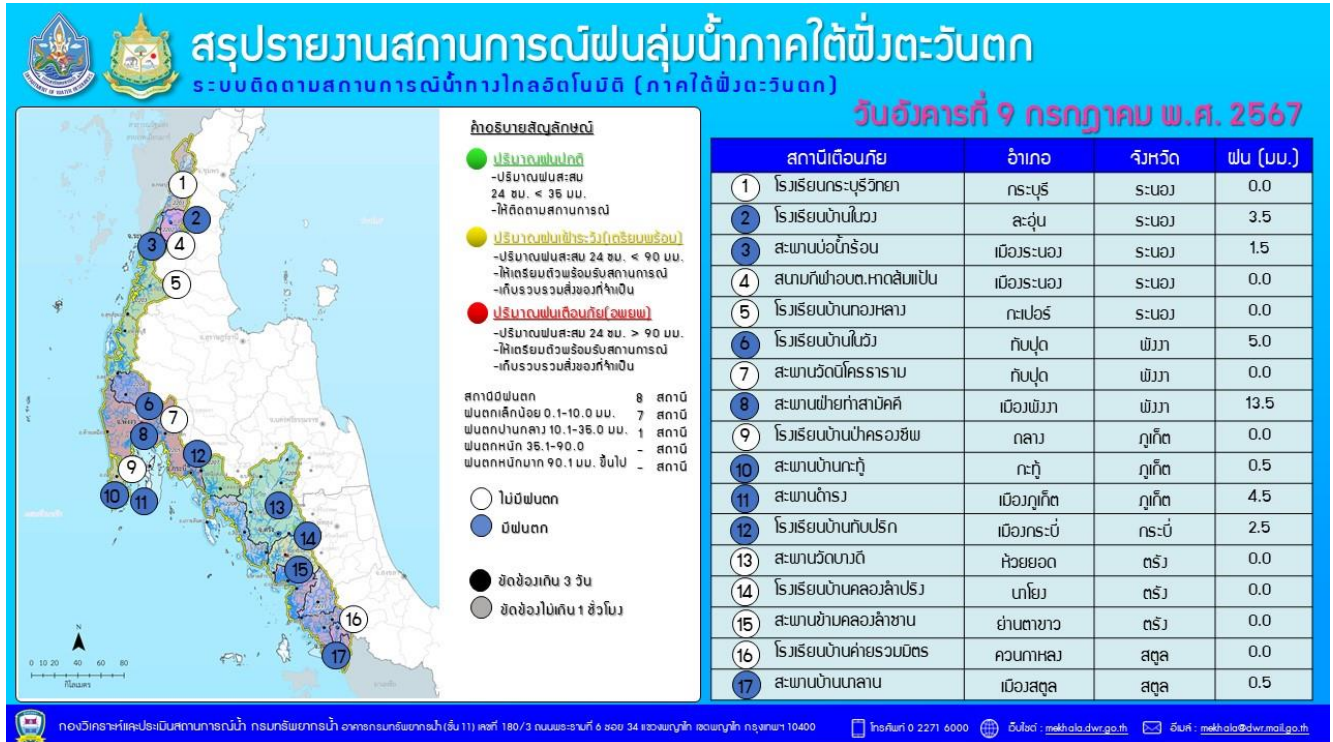 สรุปรายงานสถานการณ์ฝนลุ่มน้ำภาคใต้ฝั่งตะวันตก
ระบบติดตามสถานการณ์น้ำทางไกลอัตโนมัติ (ภาคใต้ฝั่งตะวันตก)
วันอังคารที่ 9 กรกฎาคม พ.ศ. 2567
คำอธิบายสัญลักษณ์
ปริมาณฝนปกติ
-ปริมาณฝนสะสม
24 ชม. < 35 มม.
-ให้ติดตามสถานการณ์
ปริมาณฝนเฝ้าระวัง(เตรียมพร้อม)
-ปริมาณฝนสะสม 24 ชม. < 90 มม.
-ให้เตรียมตัวพร้อมรับสถานการณ์
-เก็บรวบรวมสิ่งของที่จำเป็น
ปริมาณฝนเตือนภัย(อพยพ)
-ปริมาณฝนสะสม 24 ชม. > 90 มม.
-ให้เตรียมตัวพร้อมรับสถานการณ์
-เก็บรวบรวมสิ่งของที่จำเป็น
สถานีมีฝนตก 8 สถานี
ฝนตกเล็กน้อย 0.1-10.0 มม. 7 สถานี
ฝนตกปานกลาง 10.1-35.0 มม. 1 สถานี
ฝนตกหนัก 35.1-90.0 - สถานี
ฝนตกหนักมาก 90.1 มม. ขึ้นไป - สถานี
ไม่มีฝนตก
มีฝนตก
ขัดข้องเกิน 3 วัน
ขัดข้องไม่เกิน 1 ชั่วโมง
1
2
3 4
5
6
7
8
12
9
10 11
13
14
15
16
17
N
0 10 20 40 60 80
กิโลเมตร
สถานีเตือนภัย อำเภอ จังหวัด ฝน (มม.)
1 โรงเรียนกระบุรีวิทยา กระบุรี ระนอง 0.0
2 โรงเรียนบ้านในวง ละอุ่น ระนอง 3.5
3 สะพานบ่อน้ำร้อน เมืองระนอง ระนอง 1.5
4 สนามกีฬาอบต.หาดส้มแป้น เมืองระนอง ระนอง 0.0
5 โรงเรียนบ้านทองหลาง กะเปอร์ ระนอง 0.0
6 โรงเรียนบ้านในวัง ทับปุด พังงา 5.0
7 สะพานวัดนิโครธาราม ทับปุด พังงา 0.0
8 สะพานฝ่ายท่าสามัคคี เมืองพังงา พังงา 13.5
9 โรงเรียนบ้านป่าครองชีพ ถลาง ภูเก็ต 0.0
10 สะพานบ้านกะทู้ กะทู้ ภูเก็ต 0.5
11 สะพานดำรง เมืองภูเก็ต ภูเก็ต 4.5
12 โรงเรียนบ้านทับปริก เมืองกระบี่ กระบี่ 2.5
13 สะพานวัดบางดี ห้วยยอด ตรัง 0.0
14 โรงเรียนบ้านคลองลำปริง นาโยง ตรัง 0.0
15 สะพานข้ามคลองลำชาน ย่านตาขาว ตรัง 0.0
16 โรงเรียนบ้านค่ายรวมมิตร ควนกาหลง สตูล 0.0
17 สะพานบ้านนาลาน เมืองสตูล สตูล 0.5
กองวิเคราะห์และประเมินสถานการณ์น้ำ กรมทรัพยากรน้ำ อาคารกรมทรัพยากรน้ำ (ชั้น 11) เลขที่ 180/3 ถนนพระรามที่ 6 ซอย 34 แขวงพญาไท เขตพญาไท กรุงเทพฯ 10400 โทรศัพท์ 0 2271 6000 เว็บไซต์ : mekhala.dwr.go.th อีเมล์ : mekhala@dwr.mail.go.th